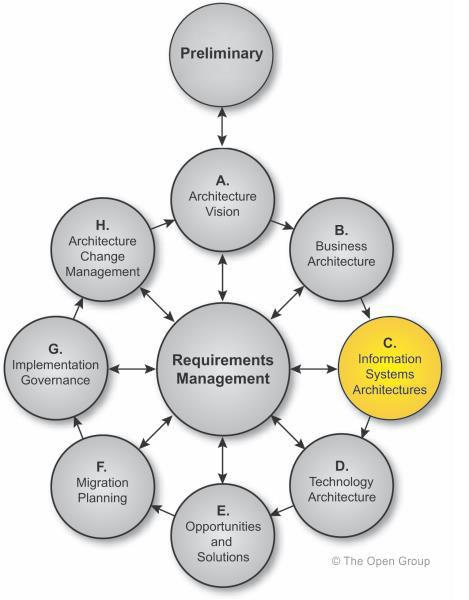 Preliminary
A.
Architecture
Vision
H.
Architecture
Change
Management
B.
Business
Architecture
G.
Implementation
Governance
Requirements
Management
C.
Information
Systems
Architectures
F.
Migration
Planning
D.
Technology
Architecture
E.
Opportunities
and
Solutions
© The Open Group